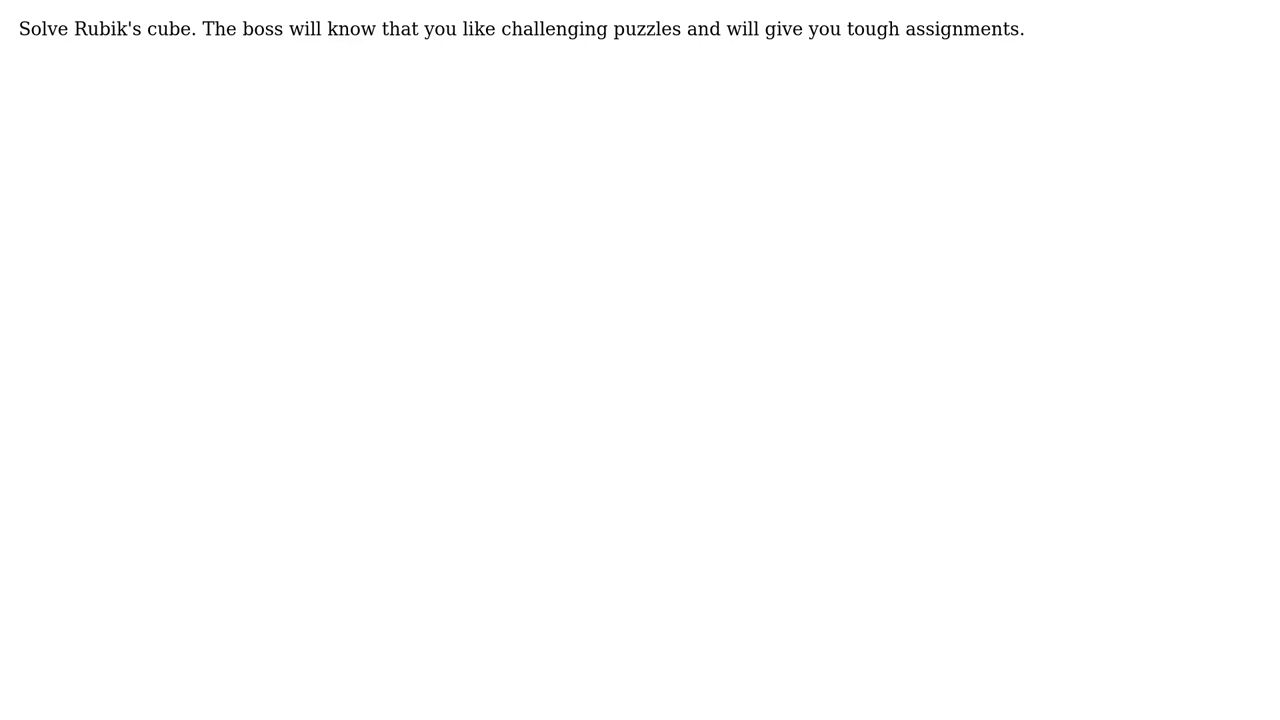 Solve Rubik's cube. The boss will know that you like challenging puzzles and will give you tough assignments.